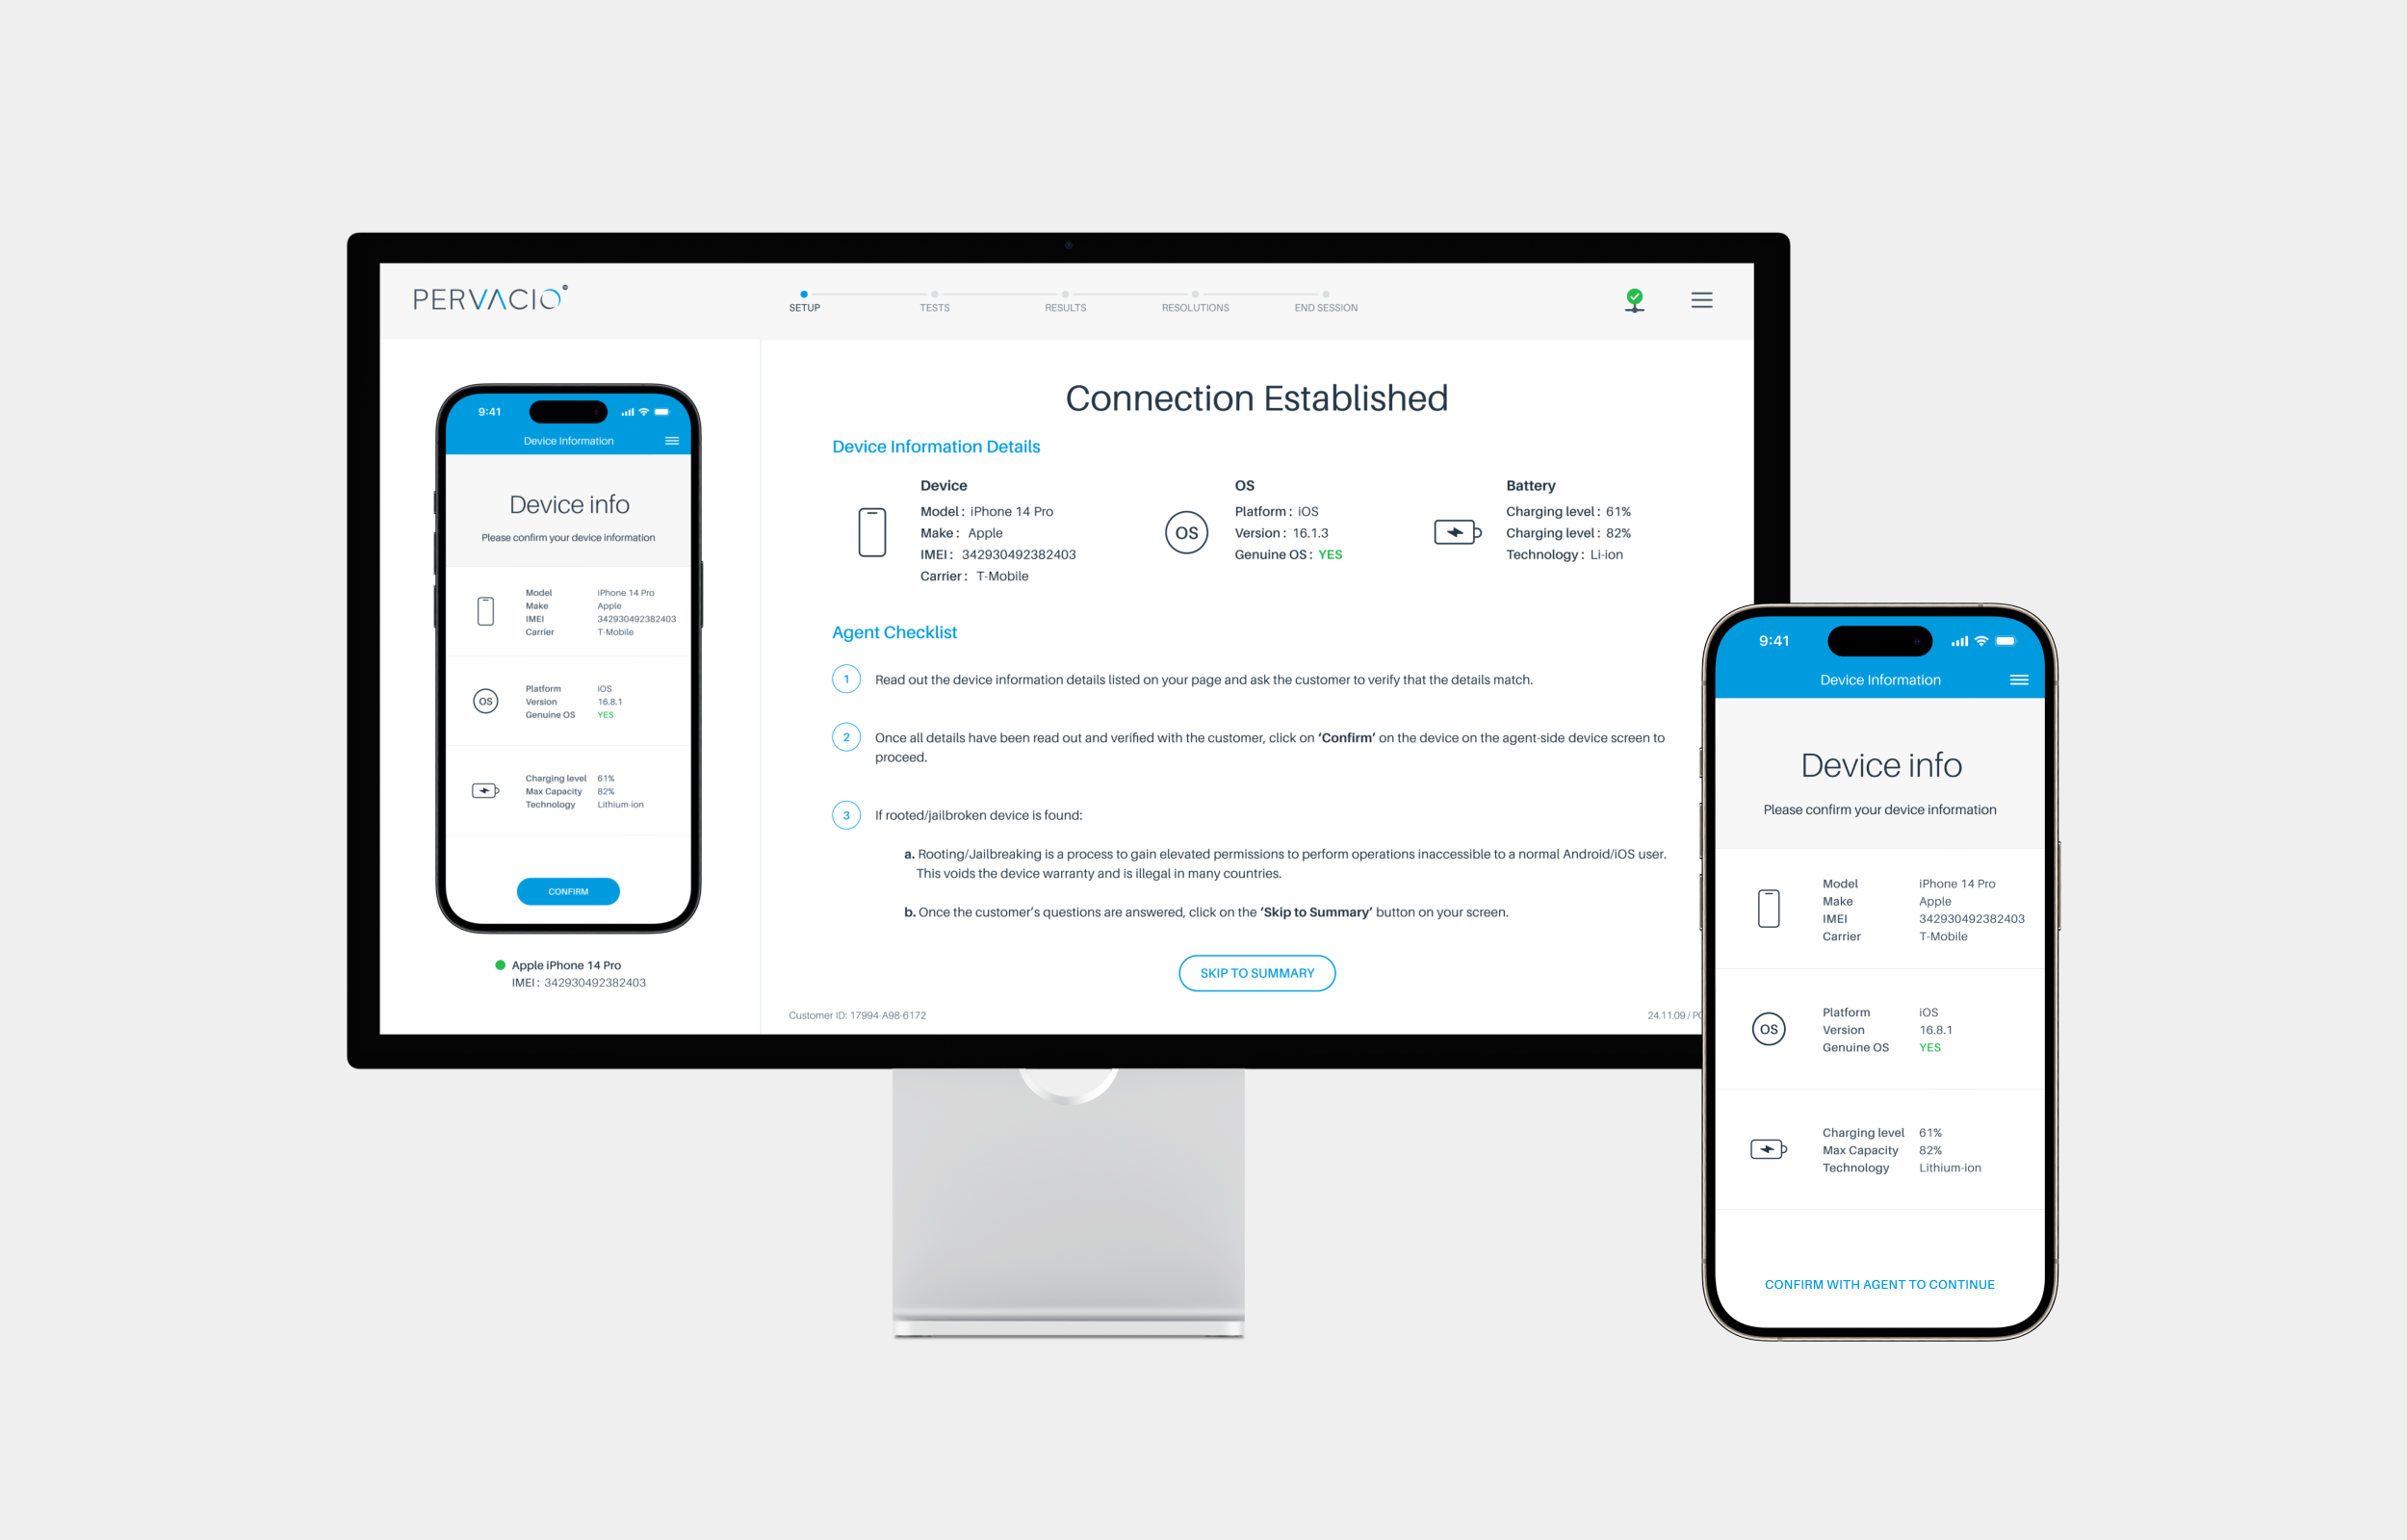 PERVACIO
SETUP
TESTS
RESULTS
RESOLUTIONS
END SESSION
9:41
Device Information
Device info
Please confirm your device information
Model iPhone 14 Pro
Make Apple
IMEI 342930492382403
Carrier T-Mobile
OS
Platform iOS
Version 16.8.1
Genuine OS YES
Charging level 61%
Max Capacity 82%
Technology Lithium-ion
CONFIRM
Apple iPhone 14 Pro
IMEI: 342930492382403
Connection Established
Device Information Details
Device
Model: iPhone 14 Pro
Make: Apple
IMEI: 342930492382403
Carrier: T-Mobile
OS
OS
Platform: iOS
Version: 16.1.3
Genuine OS: YES
Battery
Charging level: 61%
Charging level: 82%
Technology: Li-ion
Agent Checklist
1 Read out the device information details listed on your page and ask the customer to verify that the details match.
2 Once all details have been read out and verified with the customer, click on ‘Confirm’ on the device on the agent-side device screen to
proceed.
3 If rooted/jailbroken device is found:
a. Rooting/Jailbreaking is a process to gain elevated permissions to perform operations inaccessible to a normal Android/iOS user.
This voids the device warranty and is illegal in many countries.
b. Once the customer’s questions are answered, click on the ‘Skip to Summary’ button on your screen.
SKIP TO SUMMARY
Customer ID: 17994-A98-6172
24.11.09 /
9:41
Device Information
Device info
Please confirm your device information
Model iPhone 14 Pro
Make Apple
IMEI 342930492382403
Carrier T-Mobile
OS
Platform iOS
Version 16.8.1
Genuine OS YES
Charging level 61%
Max Capacity 82%
Technology Lithium-ion
CONFIRM WITH AGENT TO CONTINUE